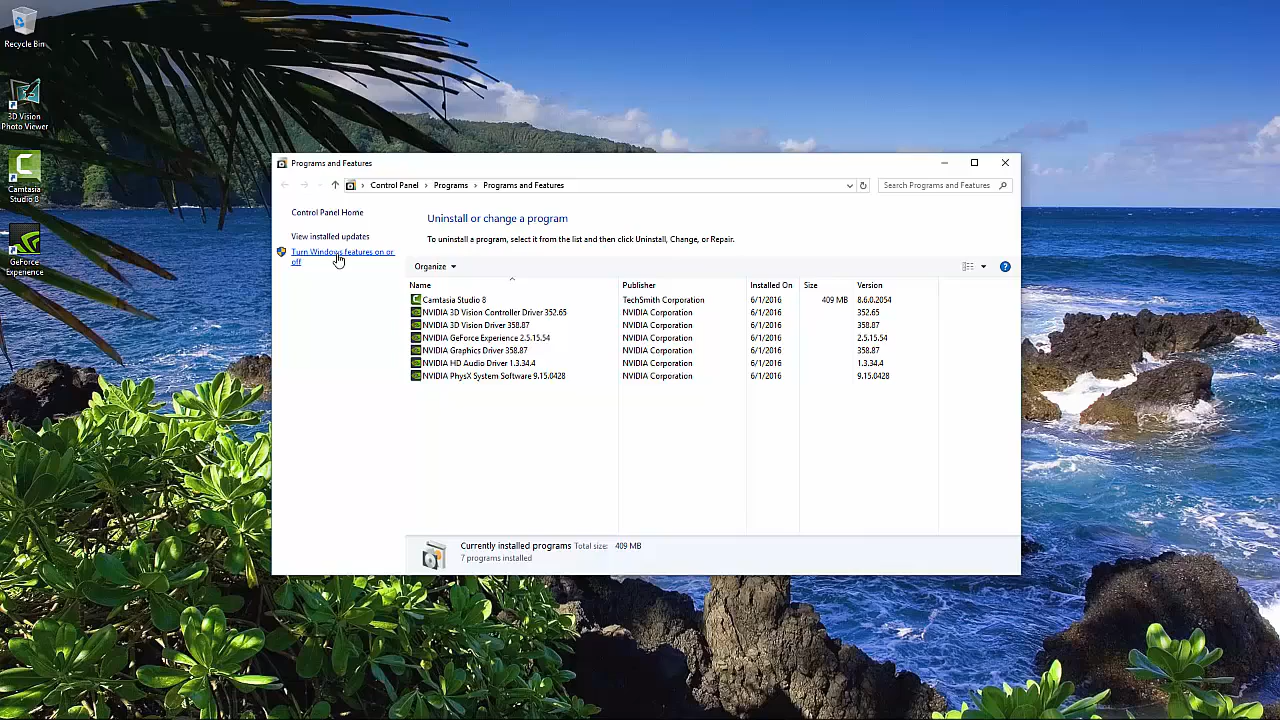 Recycle Bin
3D Vision
Photo Viewer
Camtasia
Studio 8
GeForce
Experience
Programs and Features
Control Panel › Programs › Programs and Features
Search Programs and Features
Control Panel Home
View installed updates
Turn Windows features on or
off
Uninstall or change a program
To uninstall a program, select it from the list and then click Uninstall, Change, or Repair.
Organize
Name Publisher Installed On Size Version
Camtasia Studio 8 TechSmith Corporation 6/1/2016 409 MB 8.6.0.2054
NVIDIA 3D Vision Controller Driver 352.65 NVIDIA Corporation 6/1/2016 352.65
NVIDIA 3D Vision Driver 358.87 NVIDIA Corporation 6/1/2016 358.87
NVIDIA GeForce Experience 2.5.15.54 NVIDIA Corporation 6/1/2016 2.5.15.54
NVIDIA Graphics Driver 358.87 NVIDIA Corporation 6/1/2016 358.87
NVIDIA HD Audio Driver 1.3.34.4 NVIDIA Corporation 6/1/2016 1.3.34.4
NVIDIA PhysX System Software 9.15.0428 NVIDIA Corporation 6/1/2016 9.15.0428
Currently installed programs Total size: 409 MB
7 programs installed